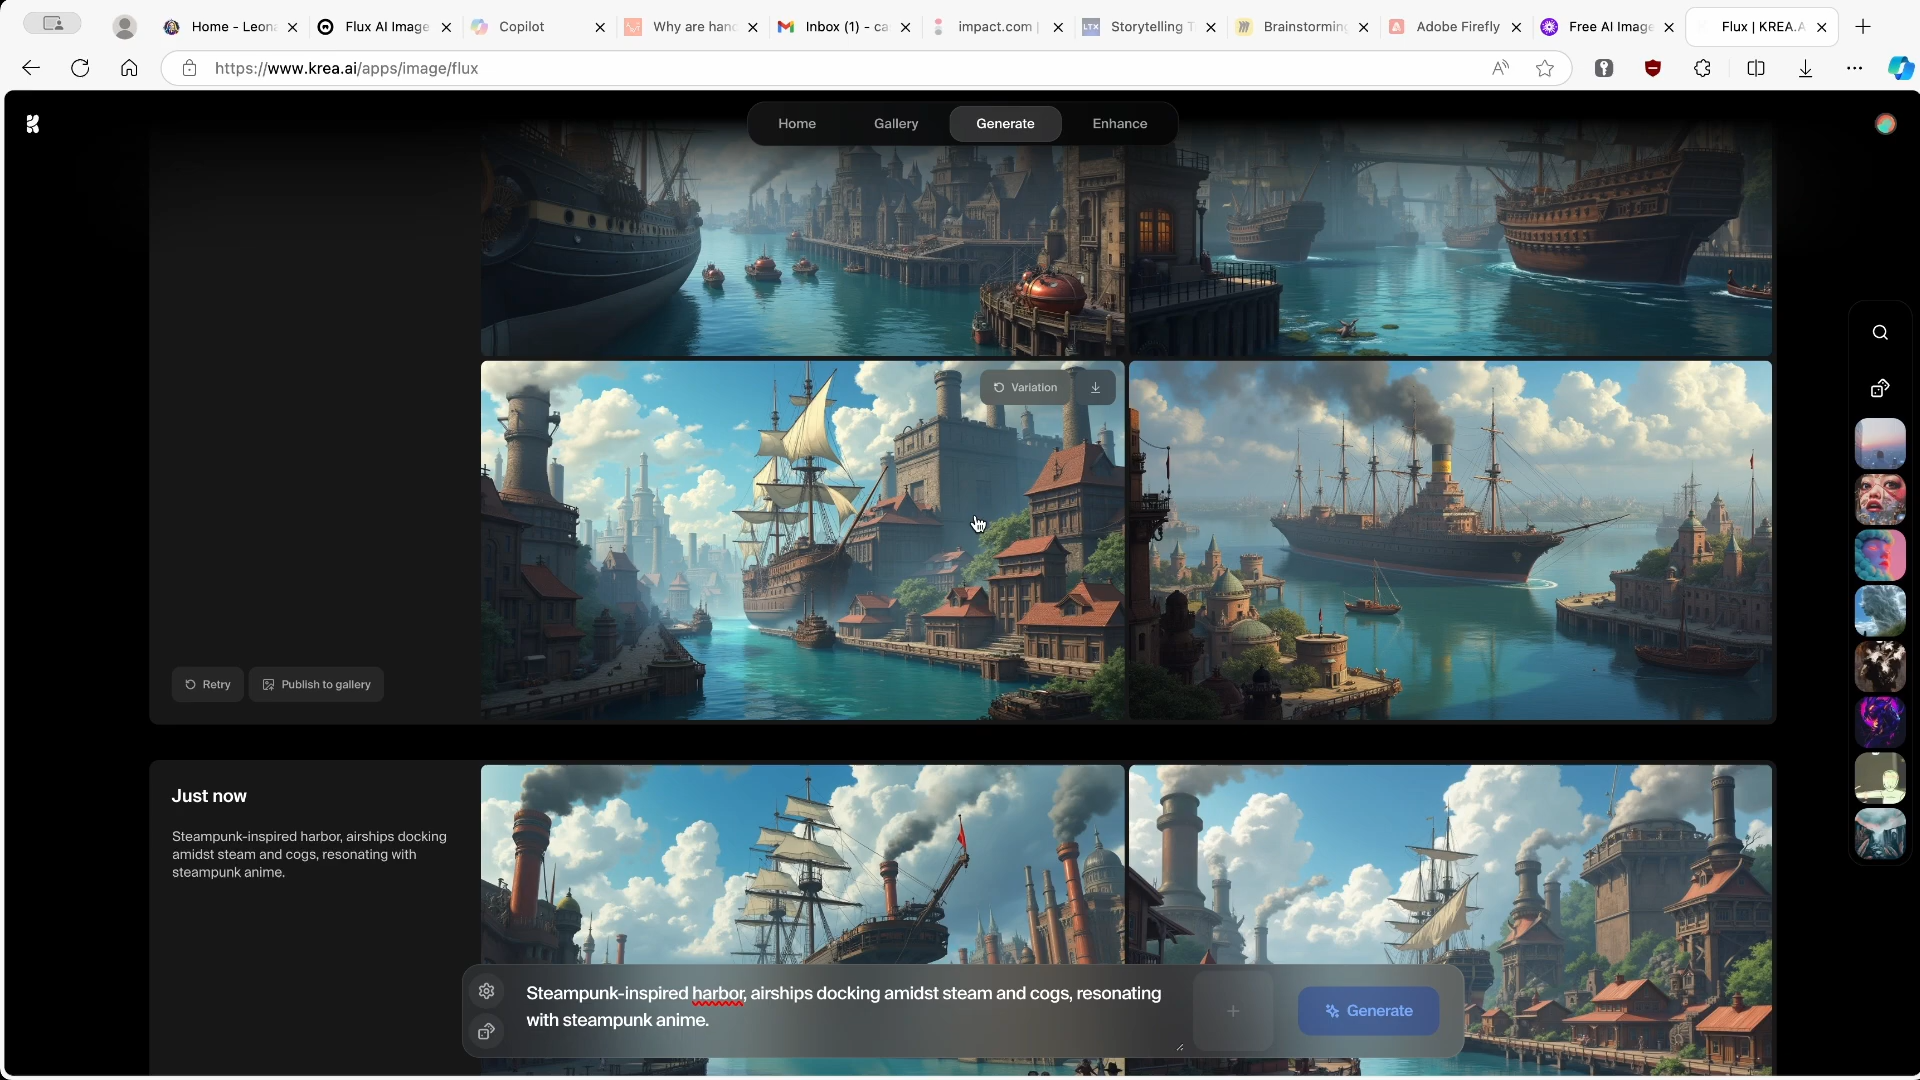 Home - Leona
Flux AI Image
Copilot
Why are hand
Inbox (1) - ca
impact.com |
LTX
Storytelling T
Brainstorming
Adobe Firefly
Free AI Image
Flux | KREA.A
https://www.krea.ai/apps/image/flux
Home
Gallery
Generate
Enhance
Variation
Retry
Publish to gallery
Just now
Steampunk-inspired harbor, airships docking
amidst steam and cogs, resonating with
steampunk anime.
Steampunk-inspired harbor, airships docking amidst steam and cogs, resonating
with steampunk anime.
Generate